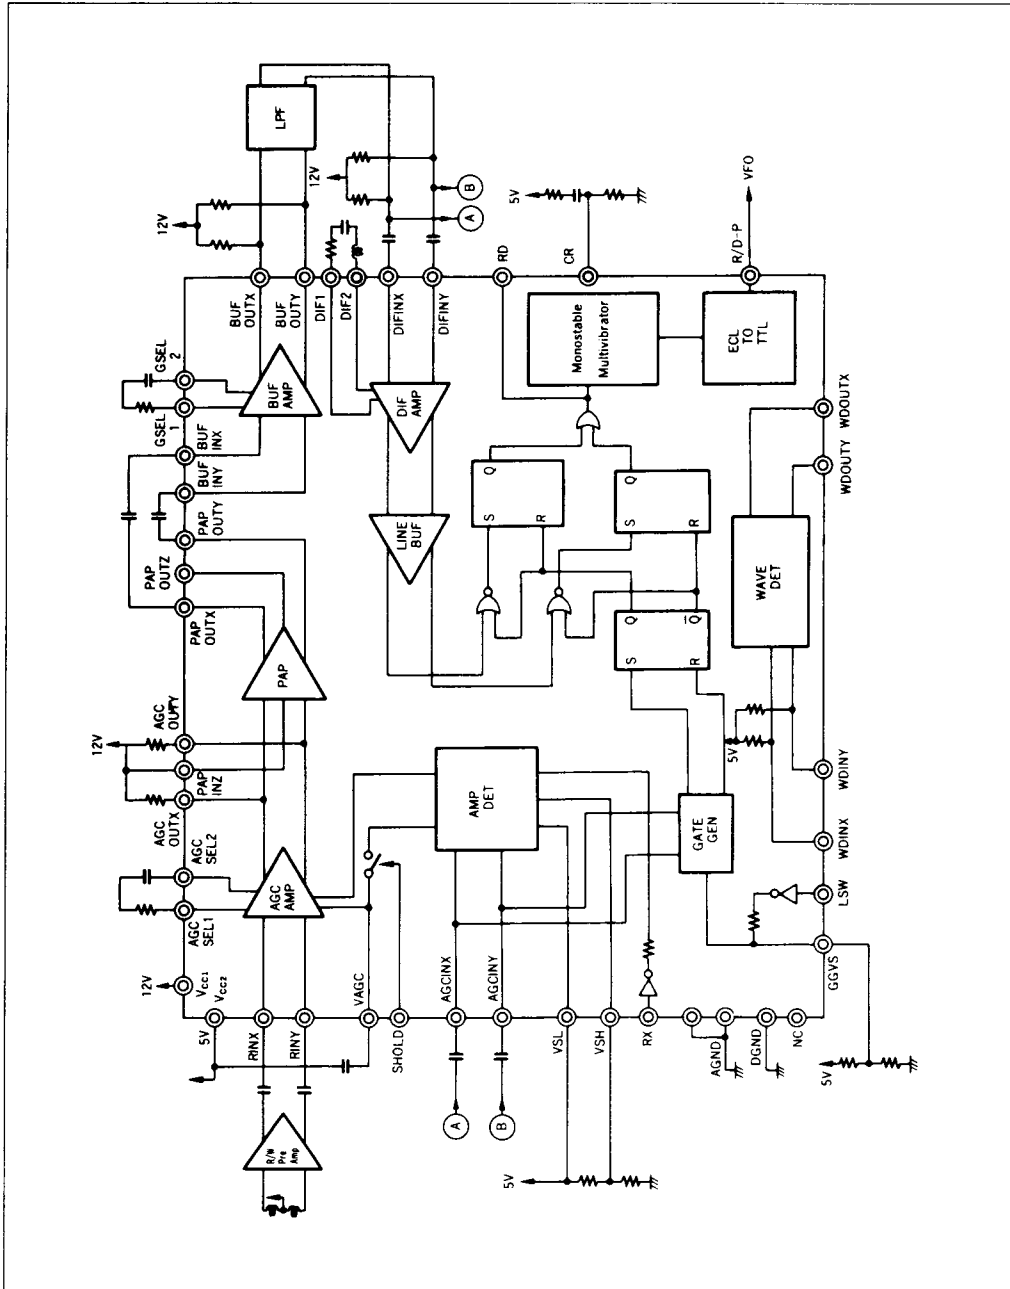 LPF
12V
12V
A
B
5V
RD
CR
R/D-P
VFO
BUF
OUTX
BUF
OUTY
DIF1
DIF2
DIFINX
DIFINY
GSEL
2
GSEL
1
BUF
AMP
DIF
AMP
Monostable
Multivibrator
ECL
TO
TTL
BUF
INX
BUF
INY
PAP
OUTY
PAP
OUTZ
PAP
OUTX
LINE
BUF
S
Q
R
S
Q
R
S
Q
R
Q
WAVE
DET
WDOUTX
WDOUTY
PAP
12V
AGC
OUTY
PAP
INZ
AGC
OUTX
AGC
SEL2
AGC
SEL1
AGC
AMP
AMP
DET
GATE
GEN
5V
WDINY
WDINX
LSW
GGVS
12V
VCC1
VCC2
5V
RINX
RINY
VAGC
SHOLD
AGCINX
AGCINY
VSL
VSH
RX
AGND
DGND
NC
R/W
Pre
Amp
A
B
5V
5V